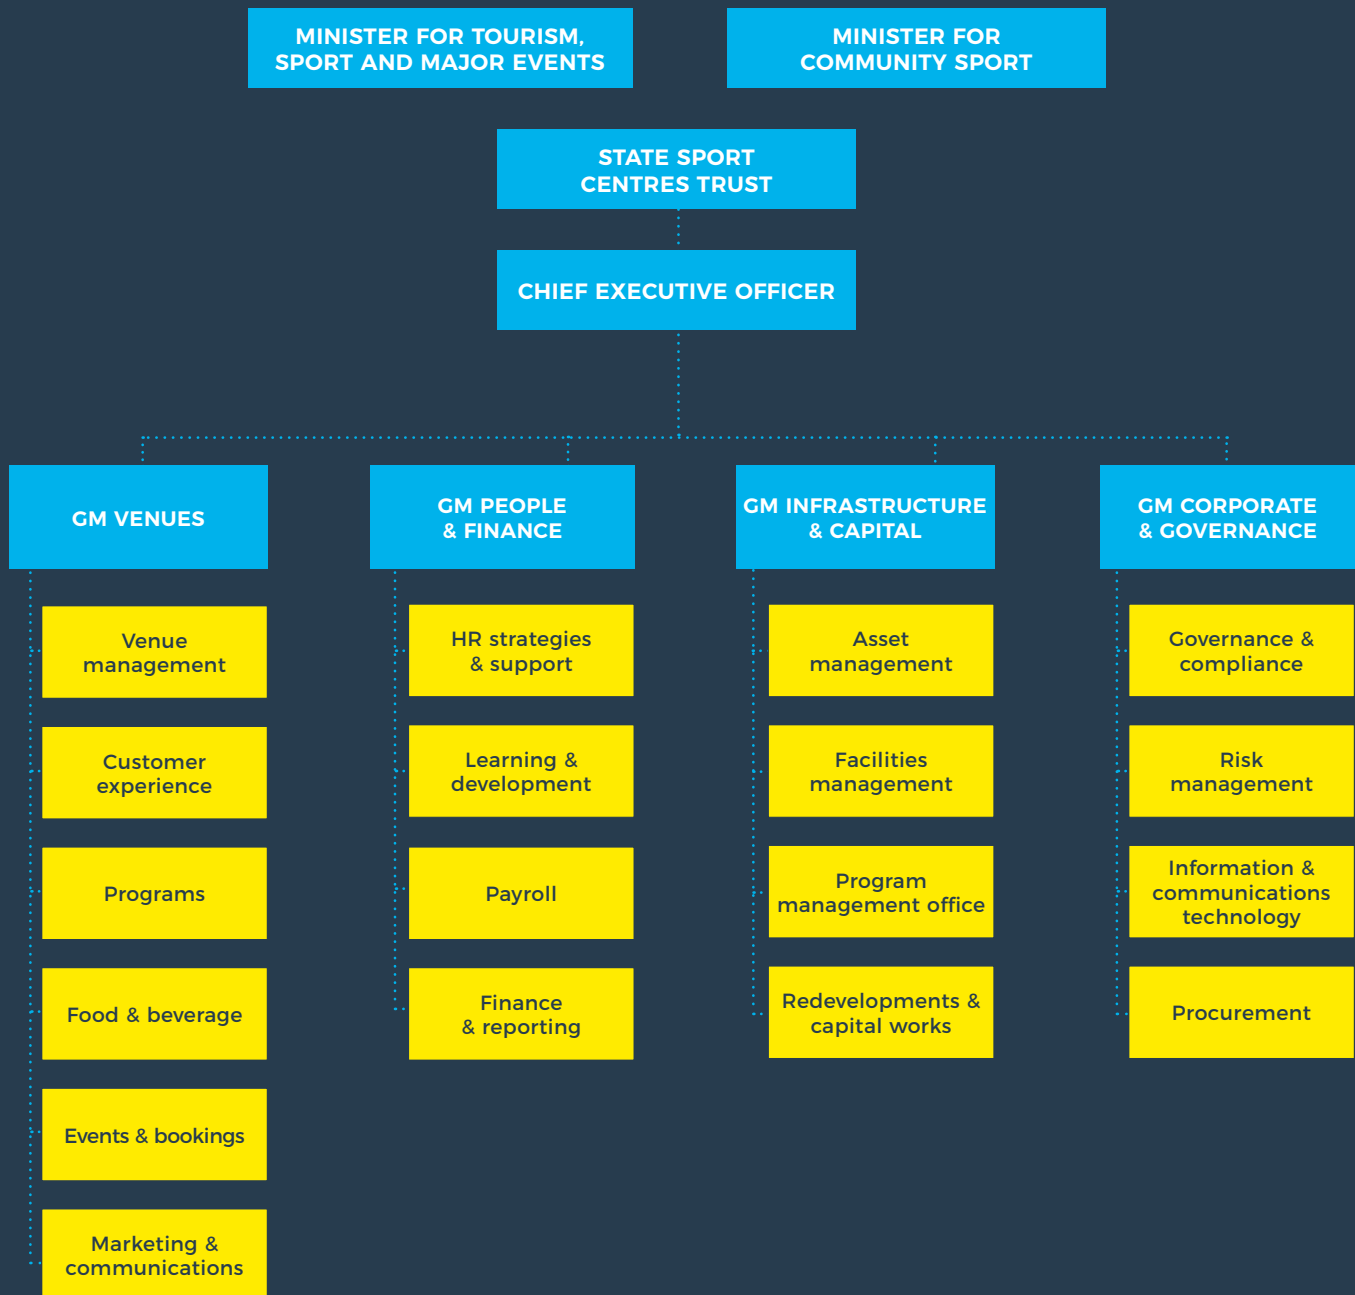 MINISTER FOR TOURISM,
SPORT AND MAJOR EVENTS
MINISTER FOR
COMMUNITY SPORT
STATE SPORT
CENTRES TRUST
CHIEF EXECUTIVE OFFICER
GM VENUES
GM PEOPLE
& FINANCE
GM INFRASTRUCTURE
& CAPITAL
GM CORPORATE
& GOVERNANCE
Venue
management
Customer
experience
Programs
Food & beverage
Events & bookings
Marketing &
communications
HR strategies
& support
Learning &
development
Payroll
Finance
& reporting
Asset
management
Facilities
management
Program
management office
Redevelopments &
capital works
Governance &
compliance
Risk
management
Information &
communications
technology
Procurement